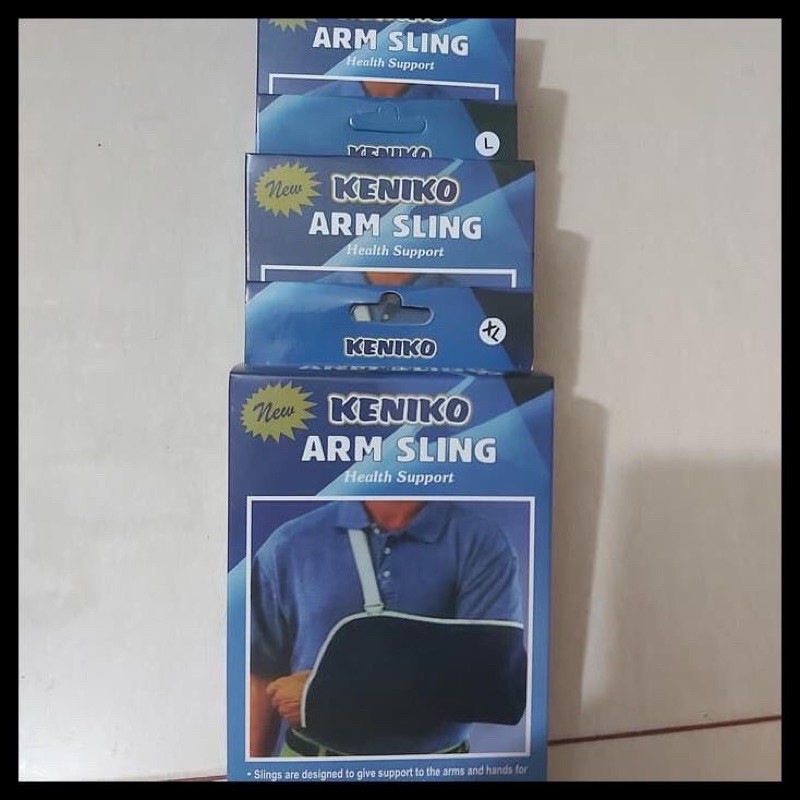 ARM SLING
Health Support
L
KENIKO
New
KENIKO
ARM SLING
Health Support
XL
KENIKO
New
KENIKO
ARM SLING
Health Support
• Slings are designed to give support to the arms and hands for